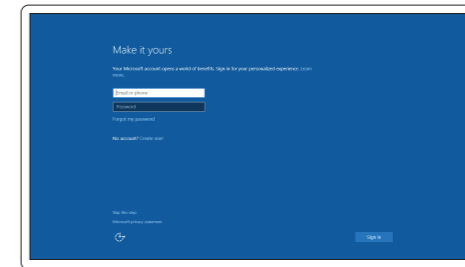 Make it yours
Your Microsoft account opens a world of benefits. Sign in for your personalized experience. Learn
more.
Email or phone
Password
Forgot my password
No account? Create one!
Skip this step
Microsoft privacy statement
Sign in